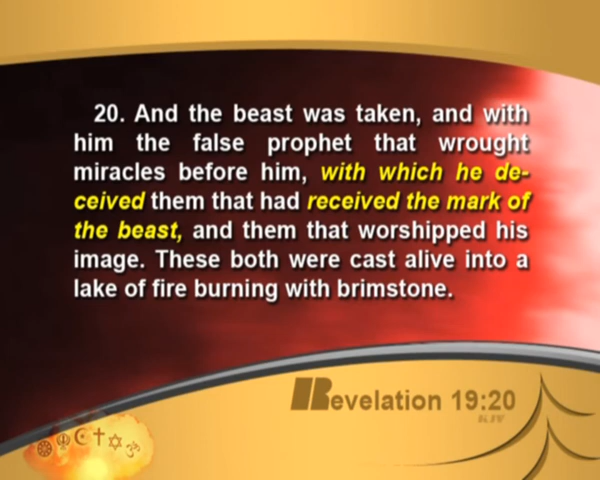 20. And the beast was taken, and with
him the false prophet that wrought
miracles before him, with which he de-
ceived them that had received the mark of
the beast, and them that worshipped his
image. These both were cast alive into a
lake of fire burning with brimstone.
Revelation 19:20
KJV